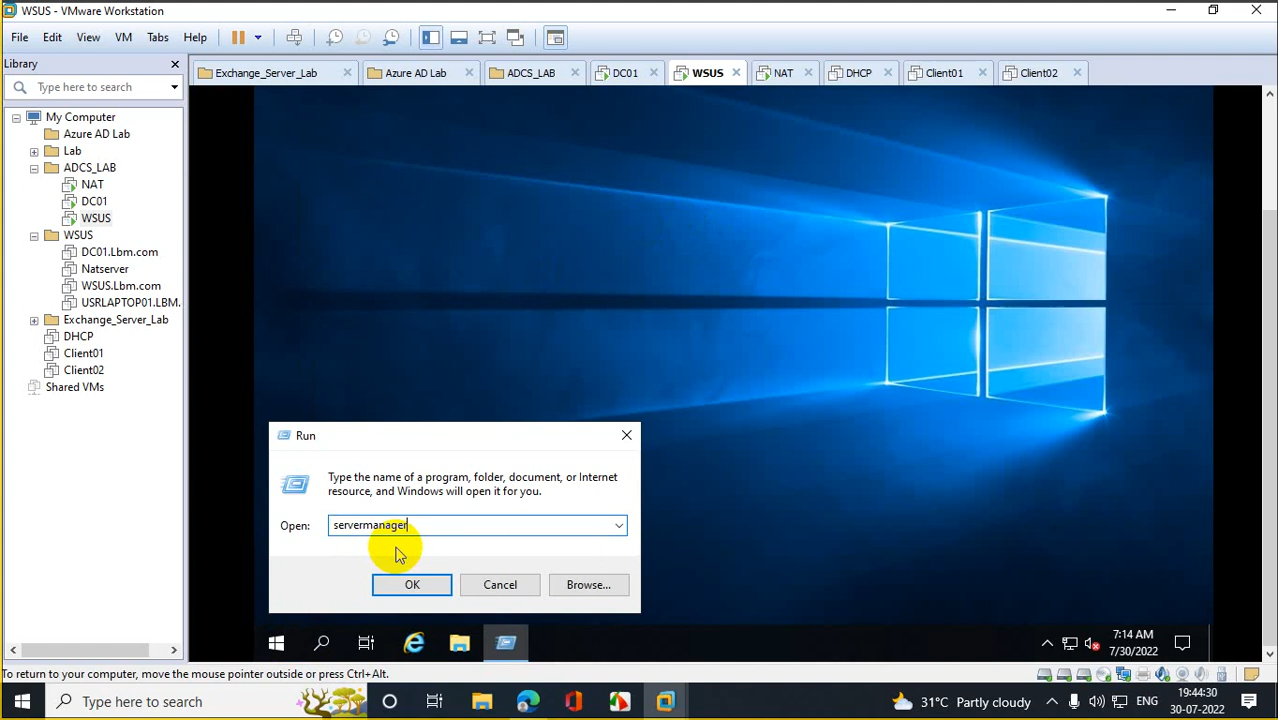 WSUS - VMware Workstation
File Edit View VM Tabs Help
Library
Type here to search
My Computer
Azure AD Lab
Lab
ADCS_LAB
NAT
DC01
WSUS
WSUS
DC01.Lbm.com
Natserver
WSUS.Lbm.com
USRLAPTOP01.LBM.
Exchange_Server_Lab
DHCP
Client01
Client02
Shared VMs
Exchange_Server_Lab Azure AD Lab ADCS_LAB DC01 WSUS NAT DHCP Client01 Client02
Run
Type the name of a program, folder, document, or Internet
resource, and Windows will open it for you.
Open: servermanager
OK Cancel Browse...
7:14 AM
7/30/2022
To return to your computer, move the mouse pointer outside or press Ctrl+Alt.
Type here to search
31°C Partly cloudy
ENG
19:44:30
30-07-2022